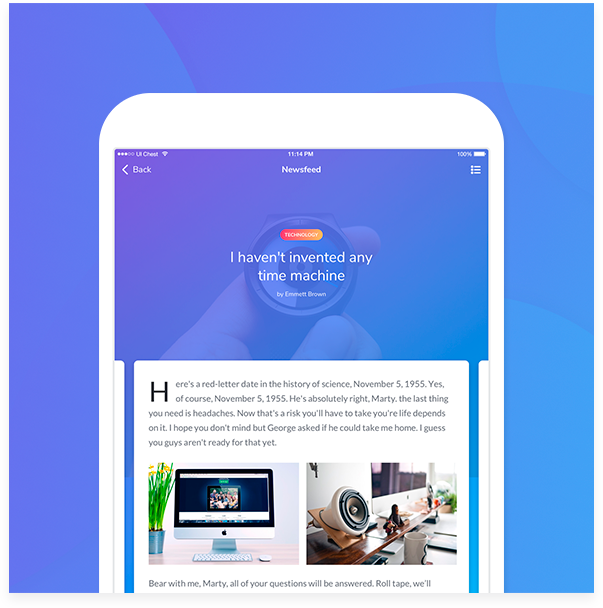 UI Chest
11:14 PM
100%
Back
Newsfeed
TECHNOLOGY
I haven't invented any
time machine
by Emmett Brown
Here's a red-letter date in the history of science, November 5, 1955. Yes,
of course, November 5, 1955. He's absolutely right, Marty. the last thing
you need is headaches. Now that's a risk you'll have to take you're life depends
on it. I hope you don't mind but George asked if he could take me home. I guess
you guys aren't ready for that yet.
Bear with me, Marty, all of your questions will be answered. Roll tape, we'll